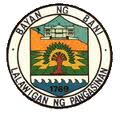 BAYAN NG BANI
1769
LALAWIGAN NG PANGASINAN